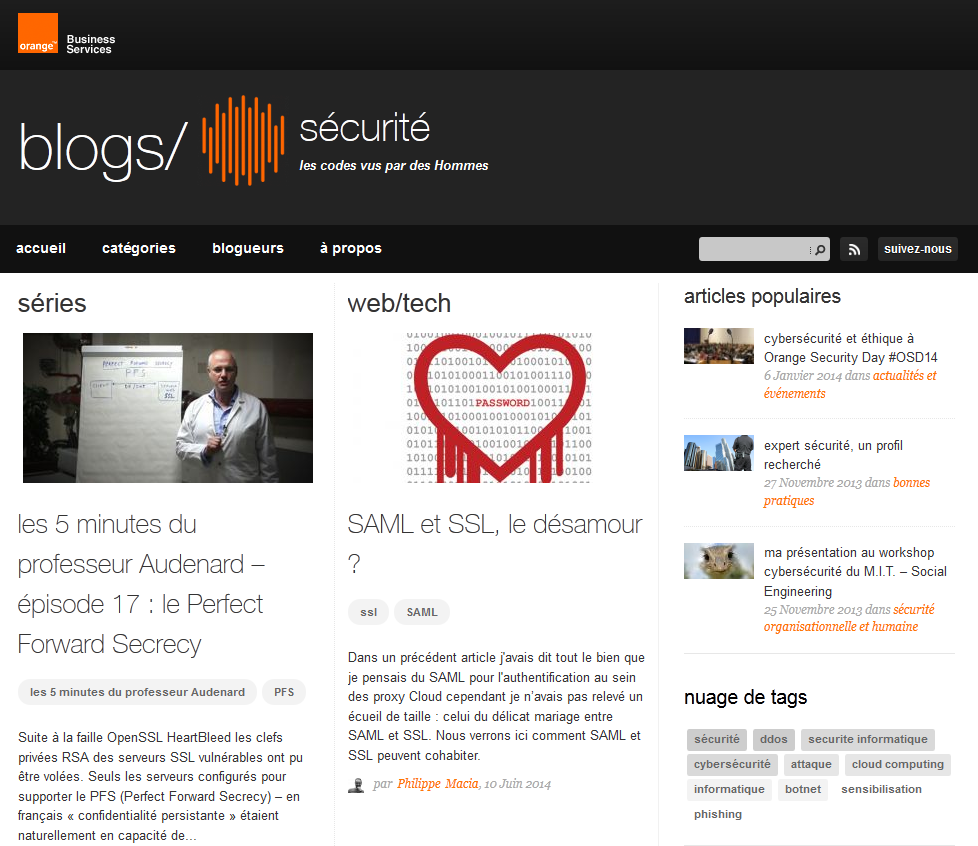 orange™
Business
Services
blogs/
sécurité
les codes vus par des Hommes
accueil
catégories
blogueurs
à propos
suivez-nous
séries
PERFECT FORWARD SECRECY
PFS
les 5 minutes du
professeur Audenard –
épisode 17 : le Perfect
Forward Secrecy
les 5 minutes du professeur Audenard
PFS
Suite à la faille OpenSSL HeartBleed les clefs
privées RSA des serveurs SSL vulnérables ont pu
être volées. Seuls les serveurs configurés pour
supporter le PFS (Perfect Forward Secrecy) – en
français « confidentialité persistante » étaient
naturellement en capacité de...
web/tech
PASSWORD
SAML et SSL, le désamour
?
ssl
SAML
Dans un précédent article j'avais dit tout le bien que
je pensais du SAML pour l'authentification au sein
des proxy Cloud cependant je n'avais pas relevé un
écueil de taille : celui du délicat mariage entre
SAML et SSL. Nous verrons ici comment SAML et
SSL peuvent cohabiter.
par Philippe Macia, 10 Juin 2014
articles populaires
cybersécurité et éthique à
Orange Security Day #OSD14
6 Janvier 2014 dans actualités et
événements
expert sécurité, un profil
recherché
27 Novembre 2013 dans bonnes
pratiques
ma présentation au workshop
cybersécurité du M.I.T. – Social
Engineering
25 Novembre 2013 dans sécurité
organisationnelle et humaine
nuage de tags
sécurité ddos securite informatique
cybersécurité attaque cloud computing
informatique botnet sensibilisation
phishing